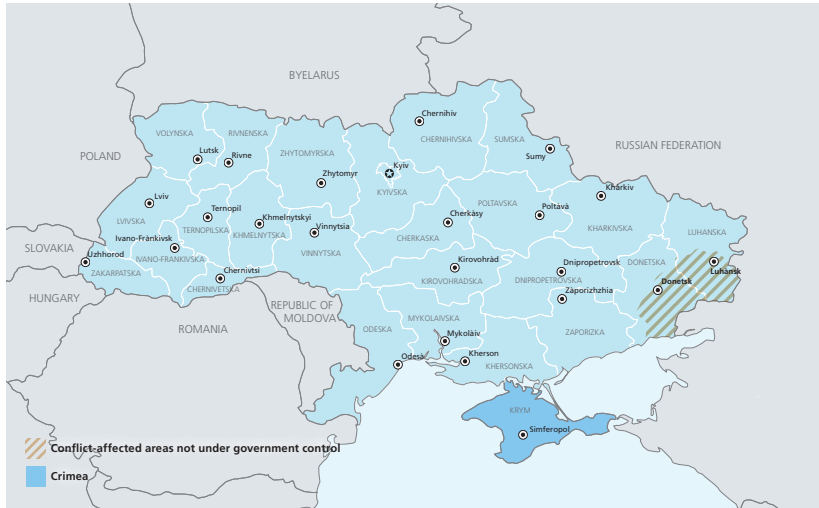 BYELARUS
Chernihiv
VOLYNSKA
RIVNENSKA
CHERNIHIVSKA
SUMSKA
RUSSIAN FEDERATION
Lutsk
Rivne
ZHYTOMYRSKA
POLAND
Sumy
Kyiv
Zhytomyr
KYIVSKA
Kharkiv
Lviv
POLTAVSKA
Poltava
Ternopil
LVIVSKA
Khmelnytskyi
Cherkasy
TERNOPILSKA
KHMELNYTSKA
Vinnytsia
KHARKIVSKA
LUHANSKA
Ivano-Frankivsk
CHERKASKA
SLOVAKIA
Uzhhorod
IVANO-FRANKIVSKA
VINNYTSKA
Kirovohrad
Dnipropetrovsk
DONETSKA
ZAKARPATSKA
Chernivtsi
Luhansk
KIROVOHRADSKA
DNIPROPETROVSKA
Donetsk
CHERNIVETSKA
Zaporizhzhia
HUNGARY
REPUBLIC OF
MOLDOVA
MYKOLAIVSKA
ROMANIA
ODESKA
Mykolaiv
ZAPORIZKA
Odesa
Kherson
KHERSONSKA
KRYM
Simferopol
Conflict-affected areas not under government control
Crimea